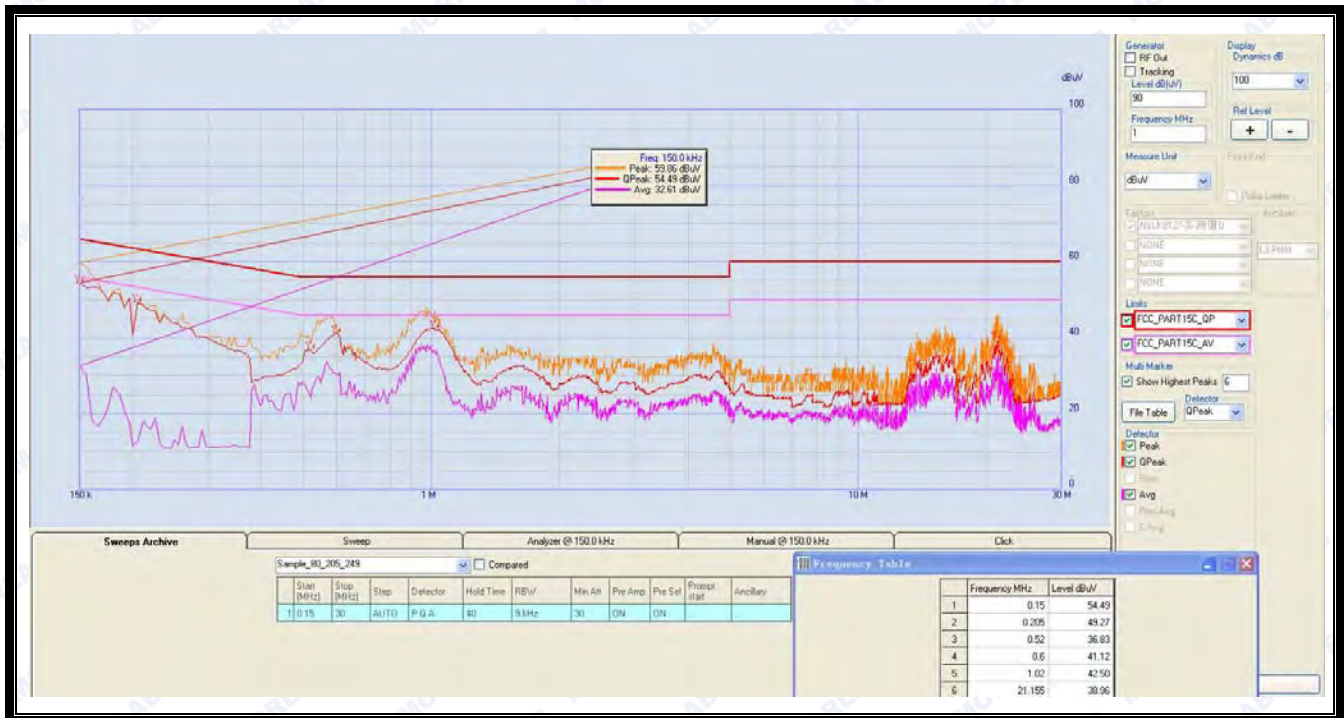 dBuV
100
80
60
40
20
0
150 k
1 M
10 M
30 M
Freq: 150.0 kHz
Peak: 59.86 dBuV
QPeak: 54.49 dBuV
Avg: 32.61 dBuV
Generator
RF Out
Tracking
Level dB(uV)
90
Frequency MHz
1
Display
Dynamics dB
100
Ref Level
+ -
Measure Unit
dBuV
Pulse Limiter
Factors
NONE
NONE
NONE
Limits
FCC_PART15C_QP
FCC_PART15C_AV
Multi Marker
Show Highest Peaks 6
File Table
Detector
QPeak
Detector
Peak
QPeak
Avg
Sweeps Archive Sweep Analyzer @ 150.0 kHz Manual @ 150.0 kHz Click
Sample_80_205_249 Compared
Start [MHz] Stop [MHz] Step Detector Hold Time RBW Min Att Pre Amp Pre Sel Prompt start Ancillary
1 0.15 30 AUTO P Q A 40 9 kHz 30 ON ON
Frequency Table
Frequency MHz Level dBuV
1 0.15 54.49
2 0.205 49.27
3 0.52 36.83
4 0.6 41.12
5 1.02 42.50
6 21.155